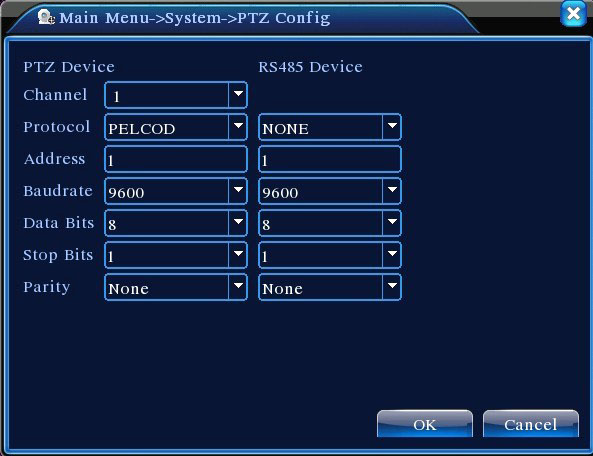 Main Menu->System->PTZ Config
PTZ Device RS485 Device
Channel 1
Protocol PELCOD NONE
Address 1 1
Baudrate 9600 9600
Data Bits 8 8
Stop Bits 1 1
Parity None None
OK Cancel